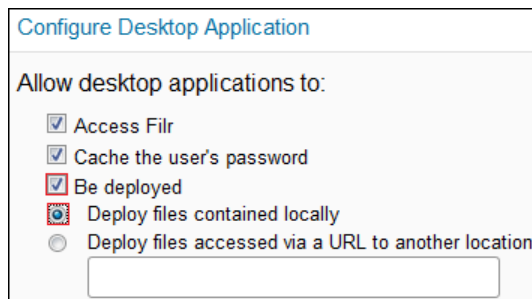 Configure Desktop Application
Allow desktop applications to:
Access Filr
Cache the user's password
Be deployed
Deploy files contained locally
Deploy files accessed via a URL to another location